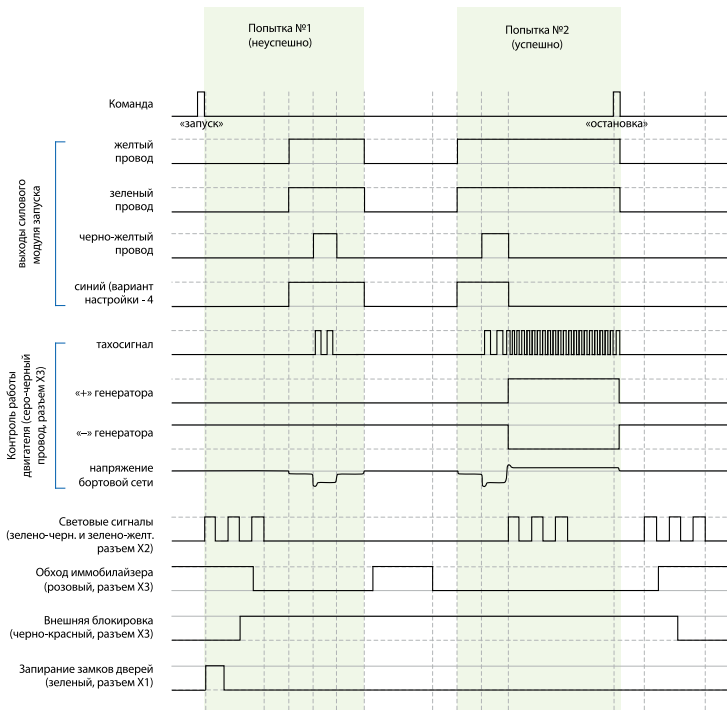 Попытка №1
(неуспешно)
Попытка №2
(успешно)
Команда
«запуск»
«остановка»
выходы силового
модуля запуска
желтый
провод
зеленый
провод
черно-желтый
провод
синий (вариант
настройки - 4
Контроль работы
двигателя (серо-черный
провод, разъем X3)
тахосигнал
«+» генератора
«–» генератора
напряжение
бортовой сети
Световые сигналы
(зелено-черн. и зелено-желт.
разъем X2)
Обход иммобилайзера
(розовый, разъем X3)
Внешняя блокировка
(черно-красный, разъем X3)
Запирание замков дверей
(зеленый, разъем X1)